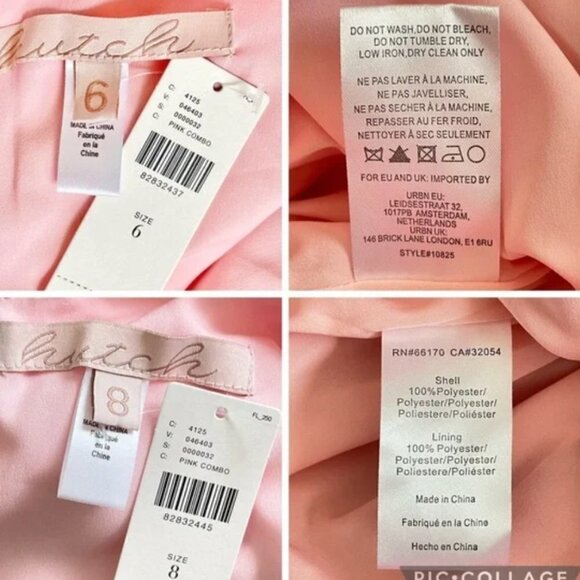 hutch
6
MADE IN CHINA
Fabriqué
en la
Chine
C: 4125
V: 046403
S: 0000032
C: PINK COMBO
82832437
SIZE
6
DO NOT WASH,DO NOT BLEACH,
DO NOT TUMBLE DRY,
LOW IRON,DRY CLEAN ONLY
NE PAS LAVER À LA MACHINE,
NE PAS JAVELLISER,
NE PAS SECHER À LA MACHINE,
REPASSER AU FER FROID,
NETTOYER À SEC SEULEMENT
FOR EU AND UK: IMPORTED BY
URBN EU:
LEIDSESTRAAT 32,
1017PB AMSTERDAM,
NETHERLANDS
URBN UK:
146 BRICK LANE LONDON, E1 6RU
STYLE#10825
hutch
8
MADE IN CHINA
Fabriqué
en la
Chine
FL_250
C: 4125
V: 046403
S: 0000032
C: PINK COMBO
82832445
SIZE
8
RN#66170 CA#32054
Shell
100%Polyester/
Polyester/Polyester/
Poliestere/Poliéster
Lining
100% Polyester/
Polyester/Polyester/
Poliestere/Poliéster
Made in China
Fabriqué en la Chine
Hecho en China
PIC•COLLAGE